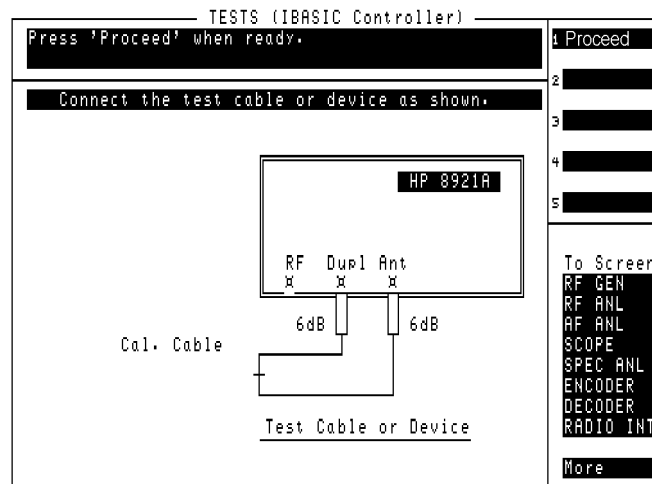 TESTS (IBASIC Controller)
Press 'Proceed' when ready.
Connect the test cable or device as shown.
HP 8921A
RF Dupl Ant
6dB 6dB
Cal. Cable
Test Cable or Device
1 Proceed
2
3
4
5
To Screen
RF GEN
RF ANL
AF ANL
SCOPE
SPEC ANL
ENCODER
DECODER
RADIO INT
More